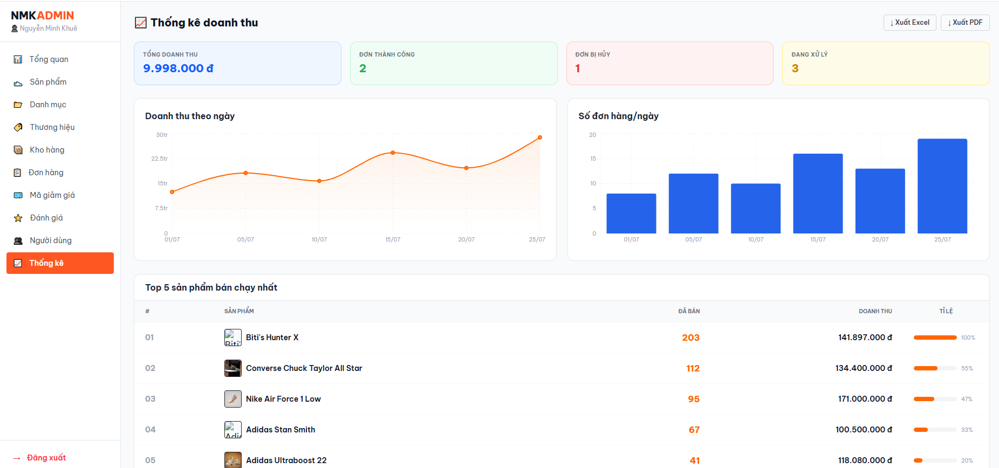 NMKADMIN
Nguyễn Minh Khuê
Tổng quan
Sản phẩm
Danh mục
Thương hiệu
Kho hàng
Đơn hàng
Mã giảm giá
Đánh giá
Người dùng
Thống kê
→ Đăng xuất
Thống kê doanh thu
↓ Xuất Excel
↓ Xuất PDF
TỔNG DOANH THU
9.998.000 đ
ĐƠN THÀNH CÔNG
2
ĐƠN BỊ HỦY
1
ĐANG XỬ LÝ
3
Doanh thu theo ngày
30tr
22.5tr
15tr
7.5tr
0
01/07 05/07 10/07 15/07 20/07 25/07
Số đơn hàng/ngày
20
15
10
5
0
01/07 05/07 10/07 15/07 20/07 25/07
Top 5 sản phẩm bán chạy nhất
# SẢN PHẨM ĐÃ BÁN DOANH THU TỈ LỆ
01 Biti's Hunter X 203 141.897.000 đ 100%
02 Converse Chuck Taylor All Star 112 134.400.000 đ 55%
03 Nike Air Force 1 Low 95 171.000.000 đ 47%
04 Adidas Stan Smith 67 100.500.000 đ 33%
05 Adidas Ultraboost 22 41 118.080.000 đ 20%